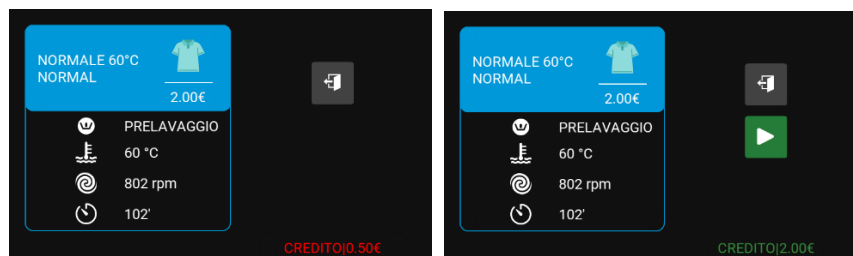 NORMALE 60°C
NORMAL
2.00€
PRELAVAGGIO
60 °C
802 rpm
102'
CREDITO|0.50€
NORMALE 60°C
NORMAL
2.00€
PRELAVAGGIO
60 °C
802 rpm
102'
CREDITO|2.00€